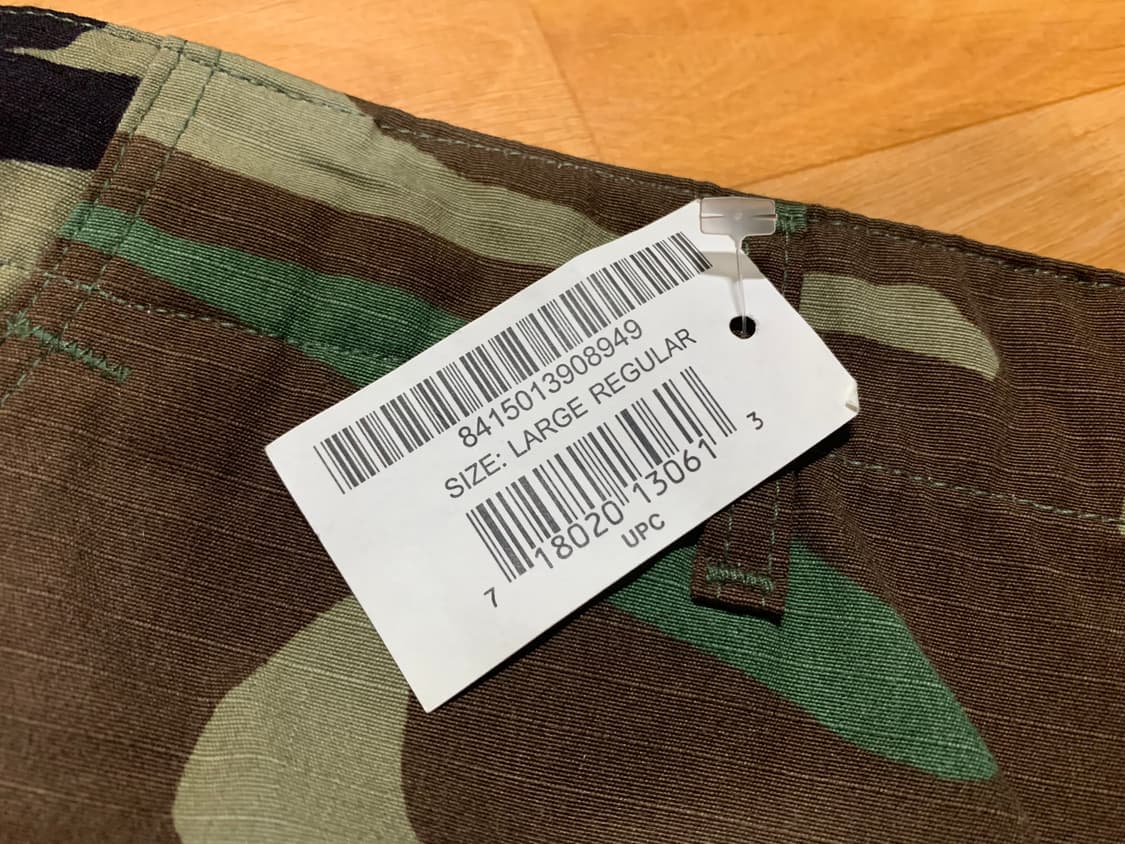 8415013908949
SIZE: LARGE REGULAR
7 18020 13061 3
UPC